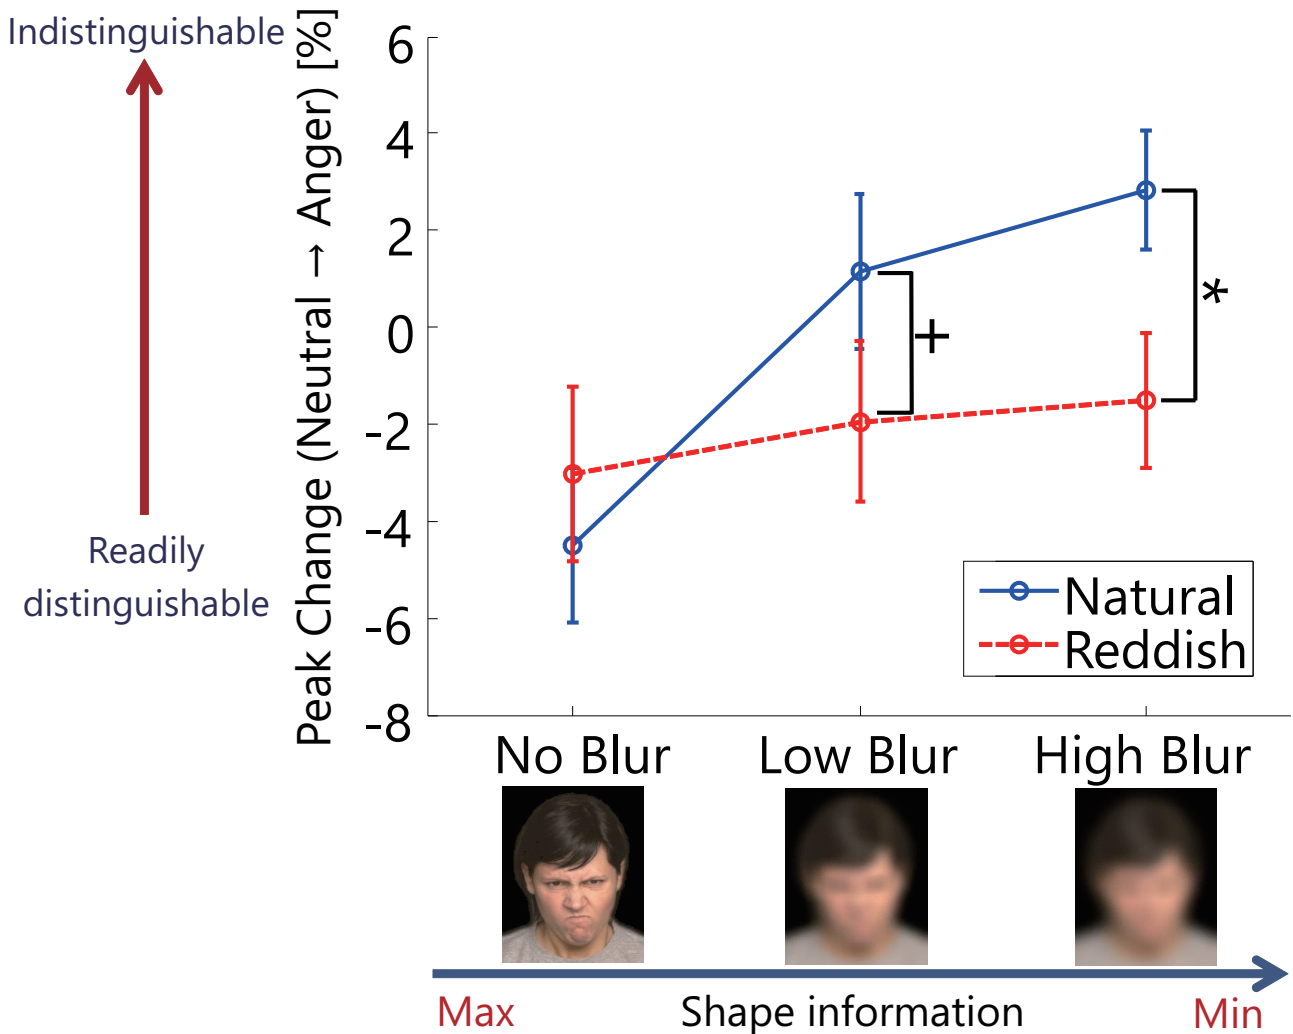 Indistinguishable
Readily
distinguishable
Peak Change (Neutral → Anger) [%]
6
4
2
0
-2
-4
-6
-8
+
*
Natural
Reddish
No Blur
Low Blur
High Blur
Max
Shape information
Min